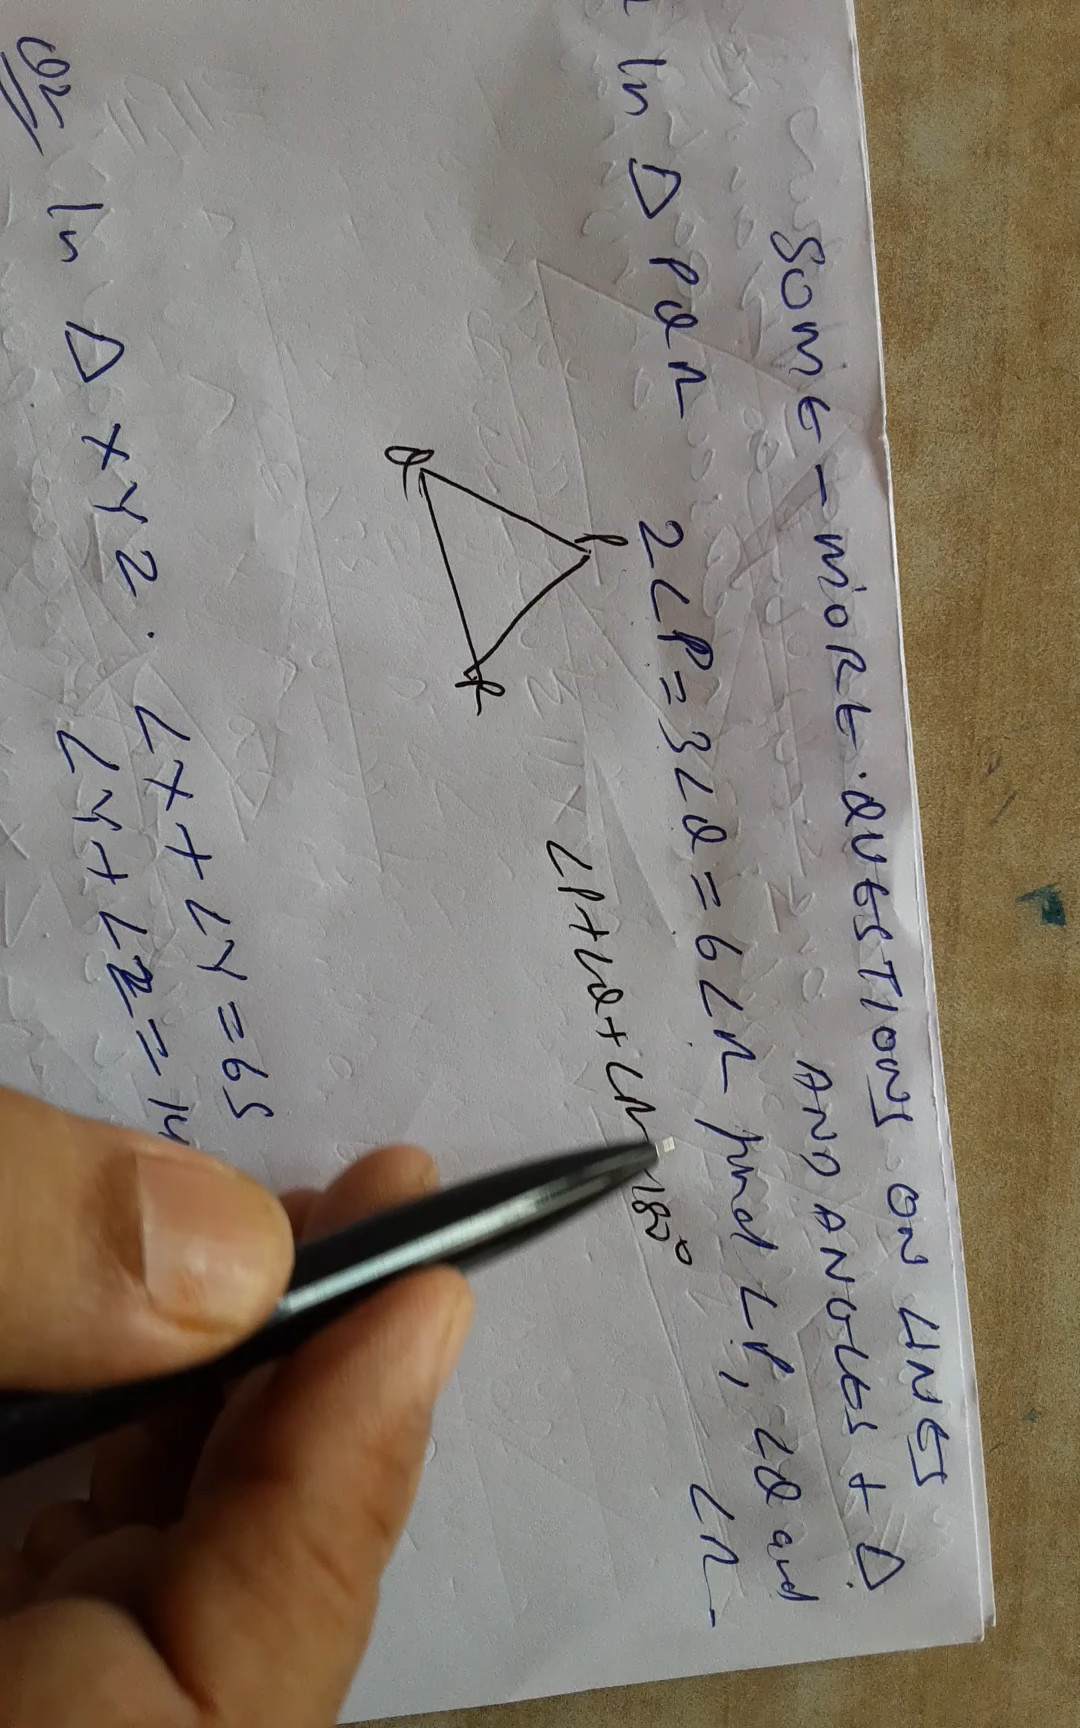 SOME - MORE . QUESTIONS ON LINES
AND ANGLES + Δ
In Δ PQR 2∠P = 3∠Q = 6∠R find ∠P, ∠Q and
∠R
P
Q
R
∠P + ∠Q + ∠R 180°
Q2 In Δ XYZ . ∠X + ∠Y = 65
∠Y + ∠Z = 14